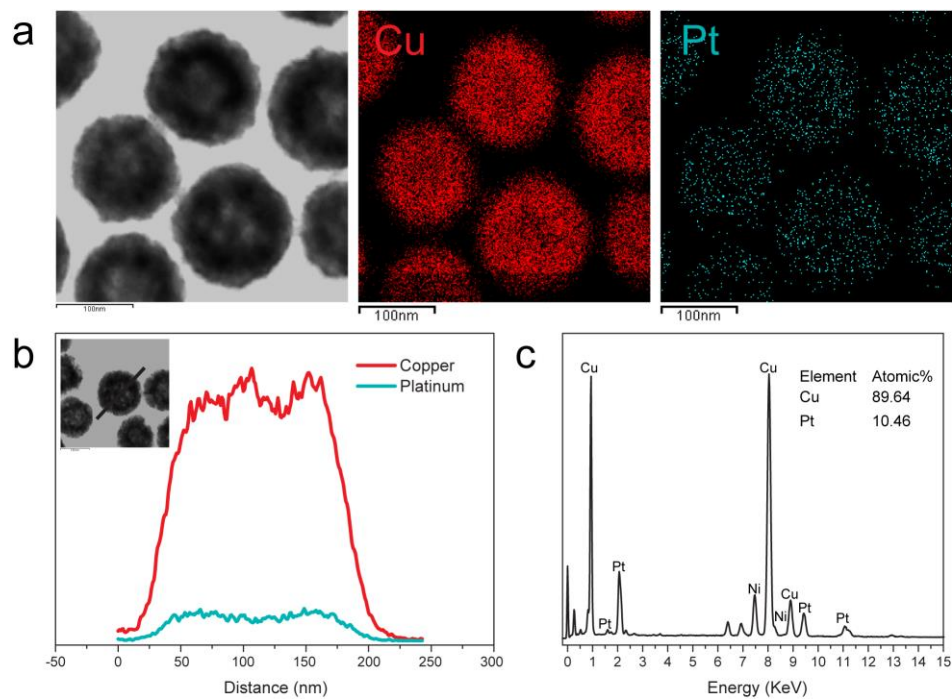 a
Cu
Pt
100nm
100nm
100nm
b
Copper
Platinum
-50 0 50 100 150 200 250 300
Distance (nm)
c
Cu
Cu
Pt
Pt
Ni
Ni
Cu
Pt
Pt
Element Atomic%
Cu 89.64
Pt 10.46
0 1 2 3 4 5 6 7 8 9 10 11 12 13 14 15
Energy (KeV)